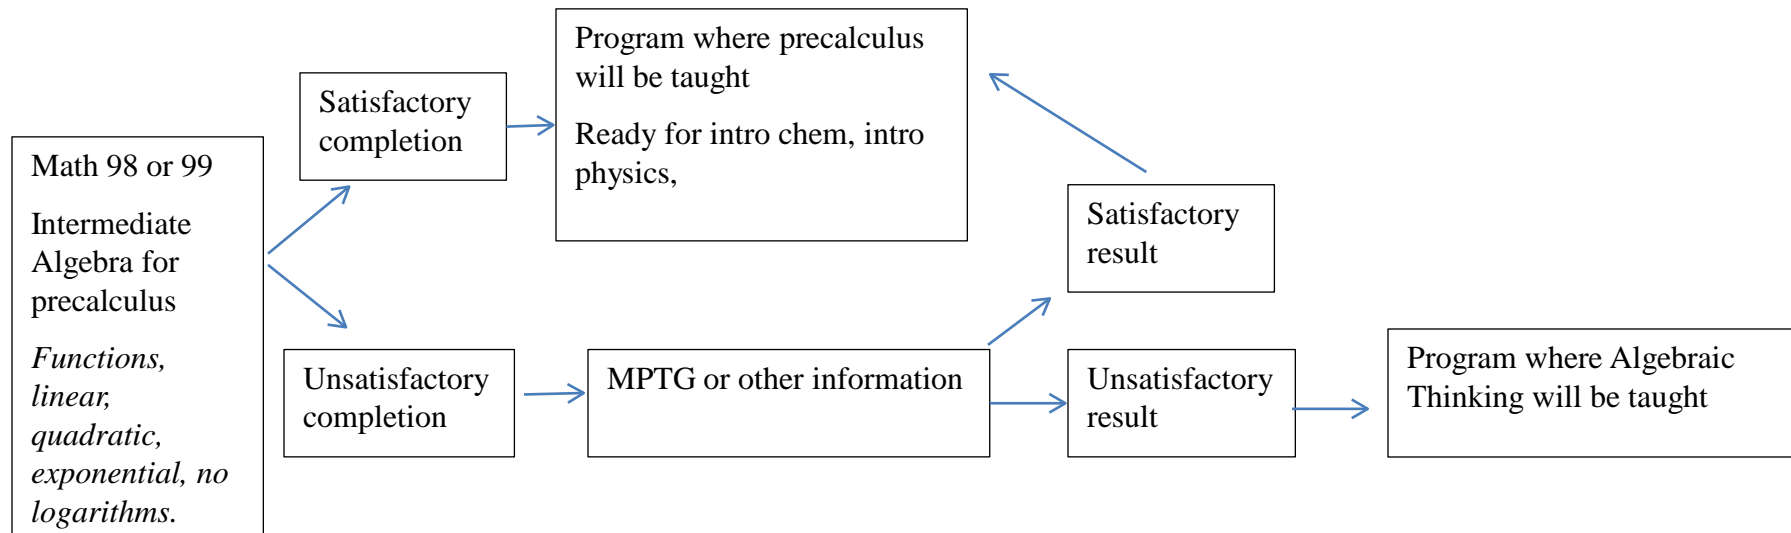 Math 98 or 99
Intermediate
Algebra for
precalculus
Functions,
linear,
quadratic,
exponential, no
logarithms.
Satisfactory
completion
Program where precalculus
will be taught
Ready for intro chem, intro
physics,
Unsatisfactory
completion
MPTG or other information
Satisfactory
result
Unsatisfactory
result
Program where Algebraic
Thinking will be taught